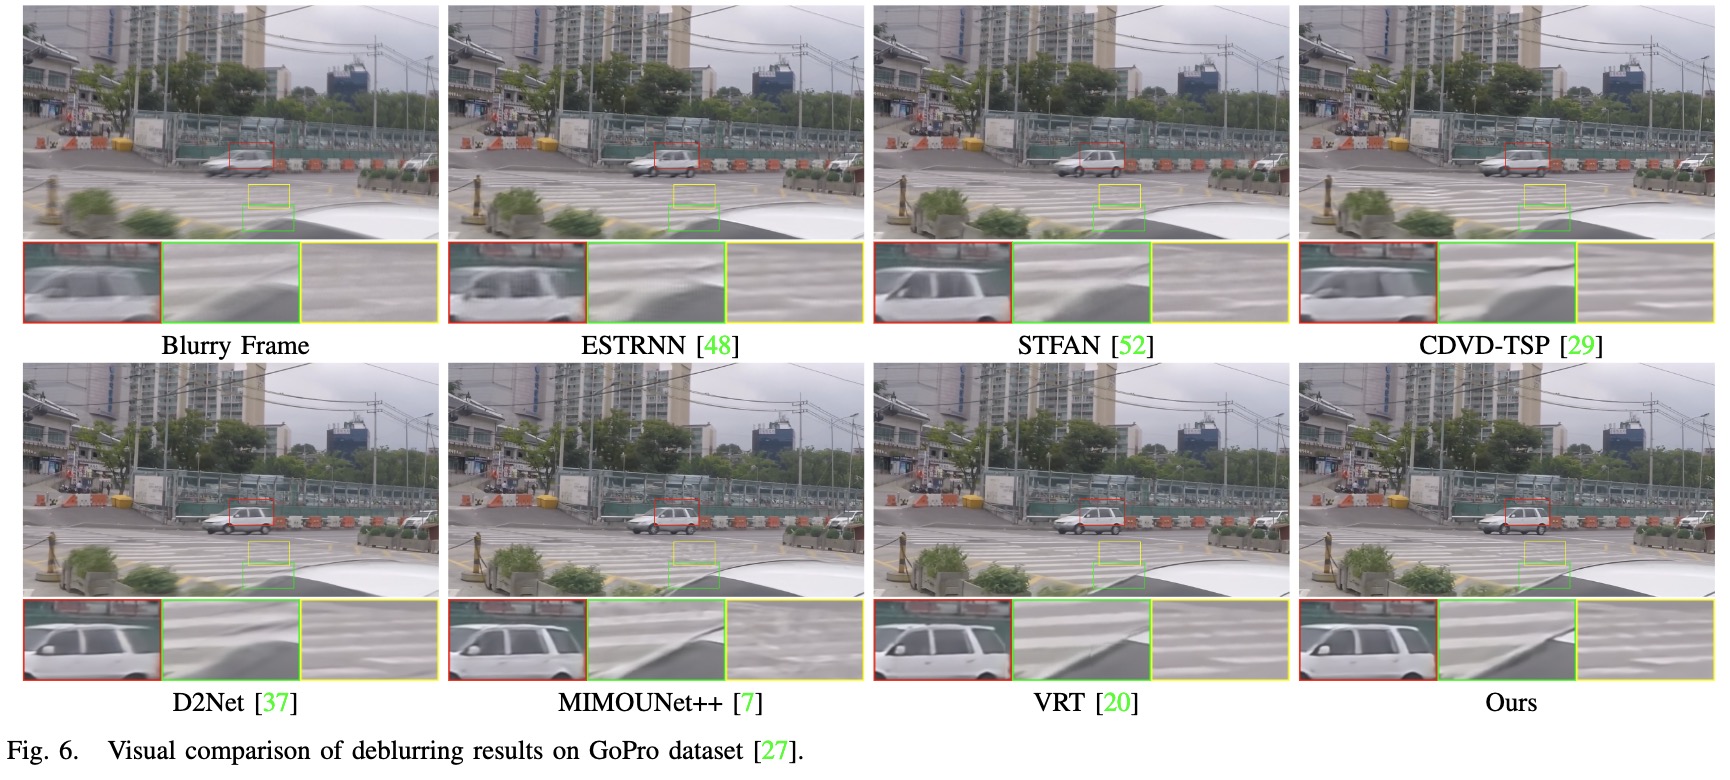 Blurry Frame
ESTRNN [48]
STFAN [52]
CDVD-TSP [29]
D2Net [37]
MIMOUNet++ [7]
VRT [20]
Ours
Fig. 6. Visual comparison of deblurring results on GoPro dataset [27].